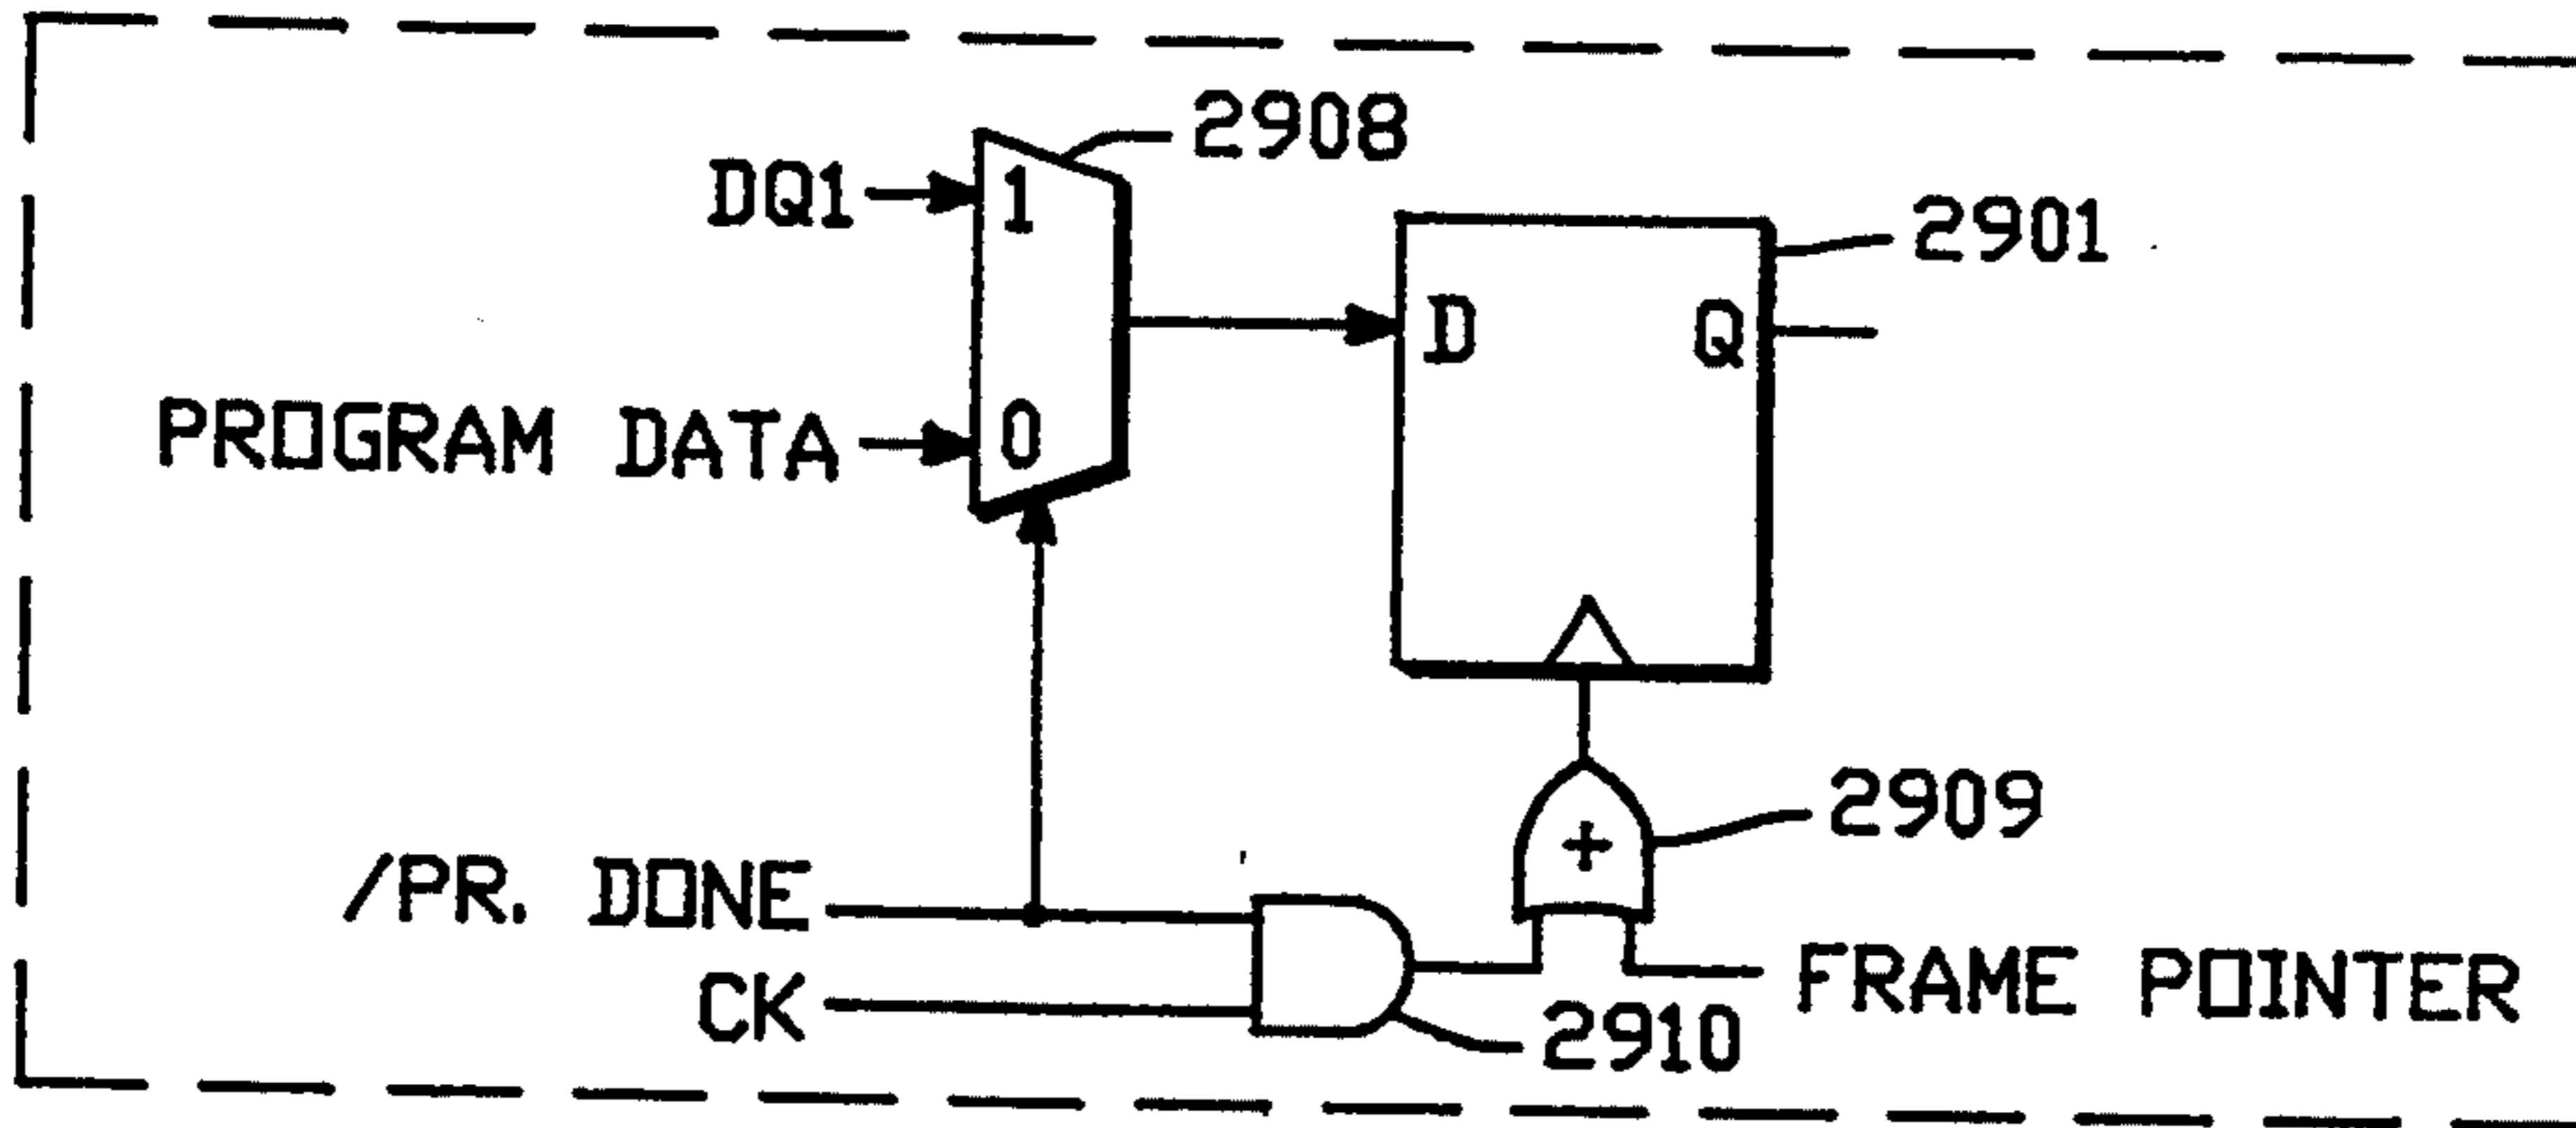 2908
DQ1
1
2901
D
Q
PROGRAM DATA
0
2909
+
/PR. DONE
FRAME POINTER
CK
2910